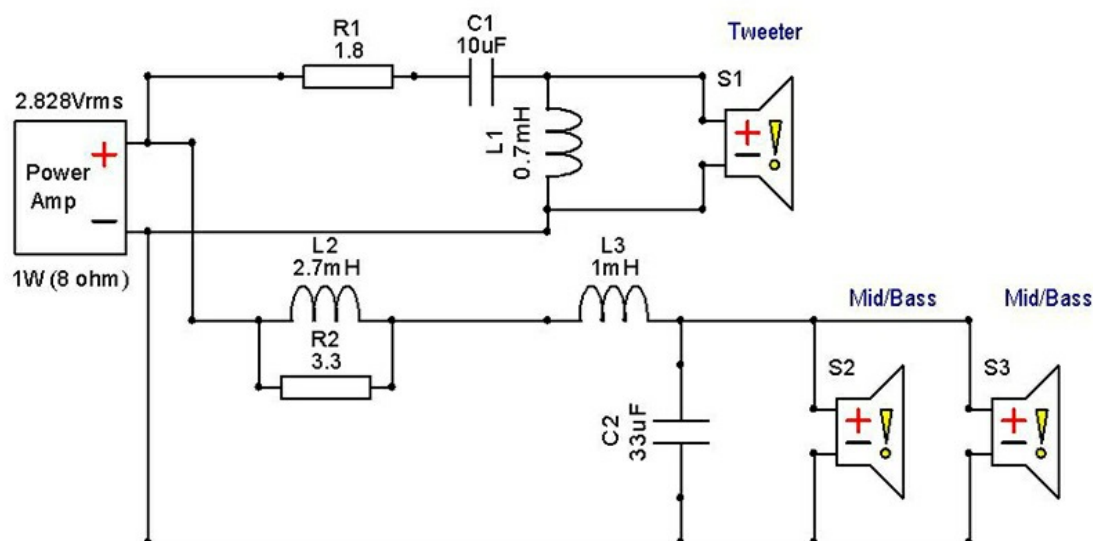 Tweeter
C1
10uF
R1
1.8
S1
2.828Vrms
+
Power
Amp
−
L1
0.7mH
+
−
1W (8 ohm)
L2
2.7mH
L3
1mH
R2
3.3
Mid/Bass
Mid/Bass
S2
S3
C2
33uF
+
−
+
−